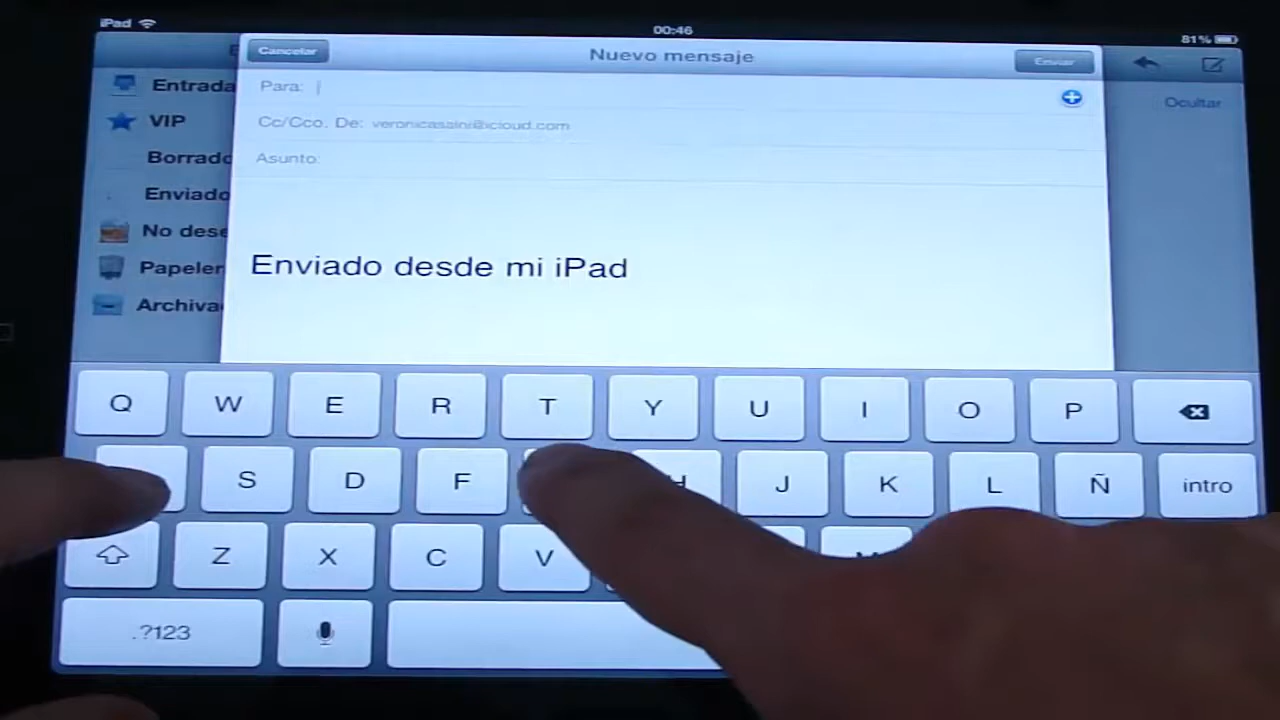 iPad
00:46
81%
Cancelar
Nuevo mensaje
Enviar
Entrada
Para:
Ocultar
VIP
Cc/Cco, De: veronicasaini@icloud.com
Borrado
Asunto:
Enviado
No dese
Papeler
Enviado desde mi iPad
Archiva
Q W E R T Y U I O P
S D F H J K L Ñ intro
Z X C V M
.?123